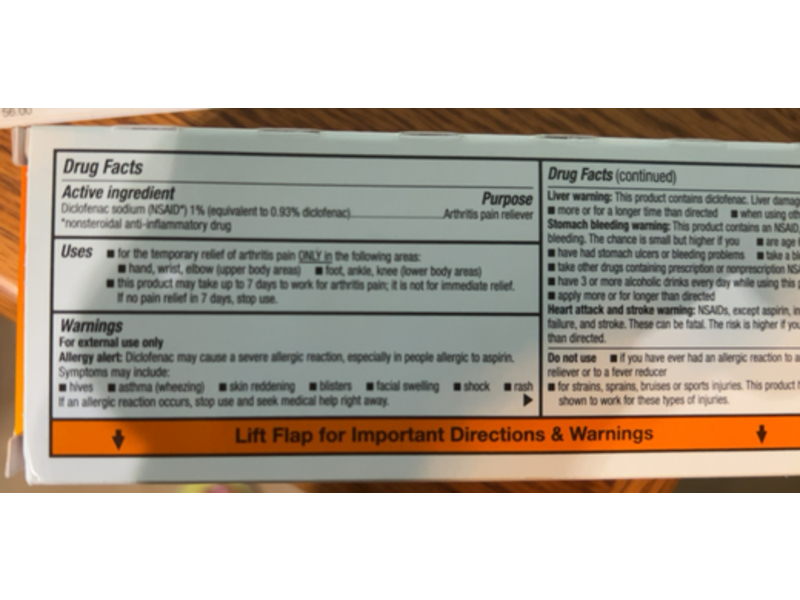 56.00
Drug Facts
Active ingredient Purpose
Diclofenac sodium (NSAID*) 1% (equivalent to 0.93% diclofenac) Arthritis pain reliever
*nonsteroidal anti-inflammatory drug
Uses ■ for the temporary relief of arthritis pain ONLY in the following areas:
■ hand, wrist, elbow (upper body areas) ■ foot, ankle, knee (lower body areas)
■ this product may take up to 7 days to work for arthritis pain; it is not for immediate relief.
If no pain relief in 7 days, stop use.
Warnings
For external use only
Allergy alert: Diclofenac may cause a severe allergic reaction, especially in people allergic to aspirin.
Symptoms may include:
■ hives ■ asthma (wheezing) ■ skin reddening ■ blisters ■ facial swelling ■ shock ■ rash
If an allergic reaction occurs, stop use and seek medical help right away.
Drug Facts (continued)
Liver warning: This product contains diclofenac. Liver damag
■ more or for a longer time than directed ■ when using oth
Stomach bleeding warning: This product contains an NSAID,
bleeding. The chance is small but higher if you ■ are age
■ have had stomach ulcers or bleeding problems ■ take a bl
■ take other drugs containing prescription or nonprescription NSA
■ have 3 or more alcoholic drinks every day while using this p
■ apply more or for longer than directed
Heart attack and stroke warning: NSAIDs, except aspirin, in
failure, and stroke. These can be fatal. The risk is higher if you
than directed.
Do not use ■ if you have ever had an allergic reaction to a
reliever or to a fever reducer
■ for strains, sprains, bruises or sports injuries. This product h
shown to work for these types of injuries.
Lift Flap for Important Directions & Warnings